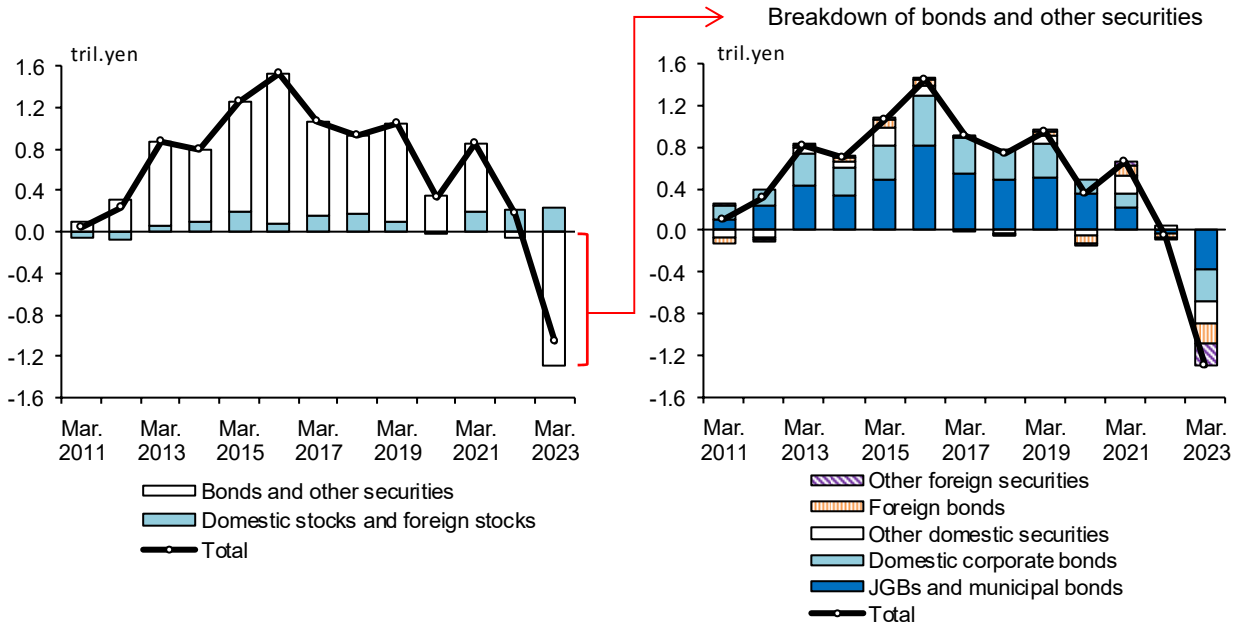 Breakdown of bonds and other securities
tril.yen
1.6
1.2
0.8
0.4
0.0
-0.4
-0.8
-1.2
-1.6
Mar. Mar. Mar. Mar. Mar. Mar. Mar.
2011 2013 2015 2017 2019 2021 2023
Bonds and other securities
Domestic stocks and foreign stocks
Total
tril.yen
1.6
1.2
0.8
0.4
0.0
-0.4
-0.8
-1.2
-1.6
Mar. Mar. Mar. Mar. Mar. Mar. Mar.
2011 2013 2015 2017 2019 2021 2023
Other foreign securities
Foreign bonds
Other domestic securities
Domestic corporate bonds
JGBs and municipal bonds
Total